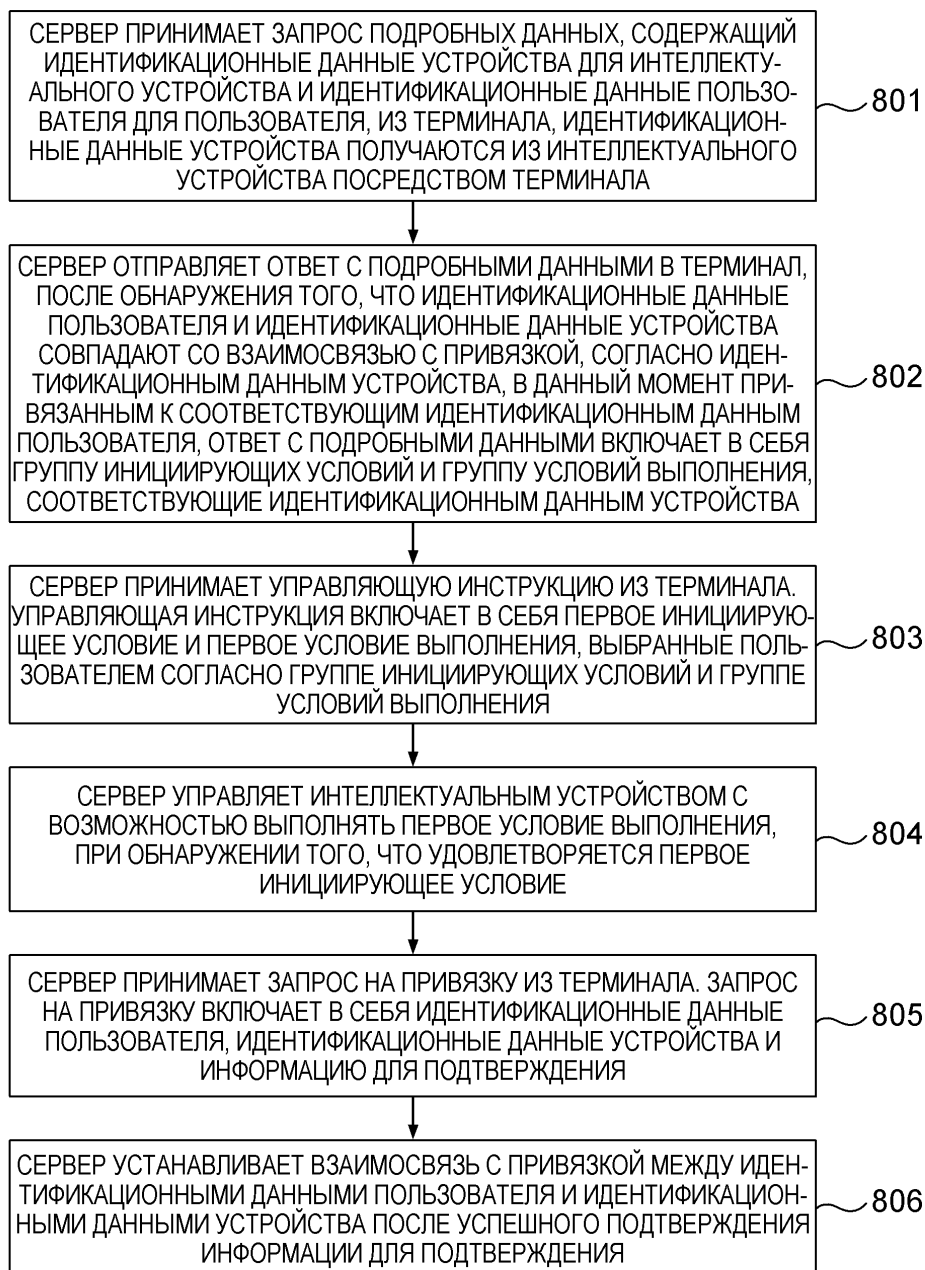 СЕРВЕР ПРИНИМАЕТ ЗАПРОС ПОДРОБНЫХ ДАННЫХ, СОДЕРЖАЩИЙ
ИДЕНТИФИКАЦИОННЫЕ ДАННЫЕ УСТРОЙСТВА ДЛЯ ИНТЕЛЛЕКТУ-
АЛЬНОГО УСТРОЙСТВА И ИДЕНТИФИКАЦИОННЫЕ ДАННЫЕ ПОЛЬЗО-
ВАТЕЛЯ ДЛЯ ПОЛЬЗОВАТЕЛЯ, ИЗ ТЕРМИНАЛА, ИДЕНТИФИКАЦИОН-
НЫЕ ДАННЫЕ УСТРОЙСТВА ПОЛУЧАЮТСЯ ИЗ ИНТЕЛЛЕКТУАЛЬНОГО
УСТРОЙСТВА ПОСРЕДСТВОМ ТЕРМИНАЛА
801
СЕРВЕР ОТПРАВЛЯЕТ ОТВЕТ С ПОДРОБНЫМИ ДАННЫМИ В ТЕРМИНАЛ,
ПОСЛЕ ОБНАРУЖЕНИЯ ТОГО, ЧТО ИДЕНТИФИКАЦИОННЫЕ ДАННЫЕ
ПОЛЬЗОВАТЕЛЯ И ИДЕНТИФИКАЦИОННЫЕ ДАННЫЕ УСТРОЙСТВА
СОВПАДАЮТ СО ВЗАИМОСВЯЗЬЮ С ПРИВЯЗКОЙ, СОГЛАСНО ИДЕН-
ТИФИКАЦИОННЫМ ДАННЫМ УСТРОЙСТВА, В ДАННЫЙ МОМЕНТ ПРИ-
ВЯЗАННЫМ К СООТВЕТСТВУЮЩИМ ИДЕНТИФИКАЦИОННЫМ ДАННЫМ
ПОЛЬЗОВАТЕЛЯ, ОТВЕТ С ПОДРОБНЫМИ ДАННЫМИ ВКЛЮЧАЕТ В СЕБЯ
ГРУППУ ИНИЦИИРУЮЩИХ УСЛОВИЙ И ГРУППУ УСЛОВИЙ ВЫПОЛНЕНИЯ,
СООТВЕТСТВУЮЩИЕ ИДЕНТИФИКАЦИОННЫМ ДАННЫМ УСТРОЙСТВА
802
СЕРВЕР ПРИНИМАЕТ УПРАВЛЯЮЩУЮ ИНСТРУКЦИЮ ИЗ ТЕРМИНАЛА.
УПРАВЛЯЮЩАЯ ИНСТРУКЦИЯ ВКЛЮЧАЕТ В СЕБЯ ПЕРВОЕ ИНИЦИИРУЮ-
ЩЕЕ УСЛОВИЕ И ПЕРВОЕ УСЛОВИЕ ВЫПОЛНЕНИЯ, ВЫБРАННЫЕ ПОЛЬ-
ЗОВАТЕЛЕМ СОГЛАСНО ГРУППЕ ИНИЦИИРУЮЩИХ УСЛОВИЙ И ГРУППЕ
УСЛОВИЙ ВЫПОЛНЕНИЯ
803
СЕРВЕР УПРАВЛЯЕТ ИНТЕЛЛЕКТУАЛЬНЫМ УСТРОЙСТВОМ С
ВОЗМОЖНОСТЬЮ ВЫПОЛНЯТЬ ПЕРВОЕ УСЛОВИЕ ВЫПОЛНЕНИЯ,
ПРИ ОБНАРУЖЕНИИ ТОГО, ЧТО УДОВЛЕТВОРЯЕТСЯ ПЕРВОЕ
ИНИЦИИРУЮЩЕЕ УСЛОВИЕ
804
СЕРВЕР ПРИНИМАЕТ ЗАПРОС НА ПРИВЯЗКУ ИЗ ТЕРМИНАЛА. ЗАПРОС
НА ПРИВЯЗКУ ВКЛЮЧАЕТ В СЕБЯ ИДЕНТИФИКАЦИОННЫЕ ДАННЫЕ
ПОЛЬЗОВАТЕЛЯ, ИДЕНТИФИКАЦИОННЫЕ ДАННЫЕ УСТРОЙСТВА И
ИНФОРМАЦИЮ ДЛЯ ПОДТВЕРЖДЕНИЯ
805
СЕРВЕР УСТАНАВЛИВАЕТ ВЗАИМОСВЯЗЬ С ПРИВЯЗКОЙ МЕЖДУ ИДЕН-
ТИФИКАЦИОННЫМИ ДАННЫМИ ПОЛЬЗОВАТЕЛЯ И ИДЕНТИФИКАЦИОН-
НЫМИ ДАННЫМИ УСТРОЙСТВА ПОСЛЕ УСПЕШНОГО ПОДТВЕРЖДЕНИЯ
ИНФОРМАЦИИ ДЛЯ ПОДТВЕРЖДЕНИЯ
806